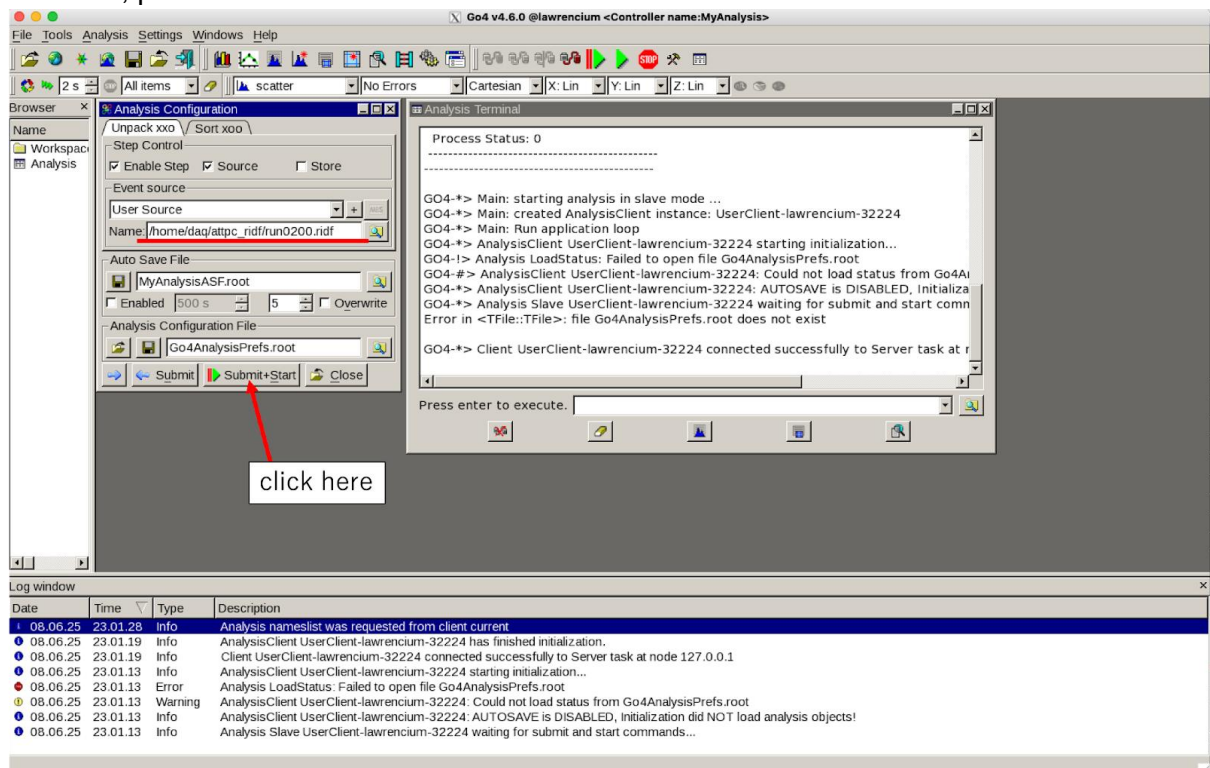 Go4 v4.6.0 @lawrencium <Controller name:MyAnalysis>
File Tools Analysis Settings Windows Help
2 s All items scatter No Errors Cartesian X: Lin Y: Lin Z: Lin
Browser
Name
Workspac
Analysis
Analysis Configuration
Unpack xxo Sort xoo
Step Control
Enable Step Source Store
Event source
User Source
Name: /home/daq/attpc_ridf/run0200.ridf
Auto Save File
MyAnalysisASF.root
Enabled 500 s 5 Overwrite
Analysis Configuration File
Go4AnalysisPrefs.root
Submit Submit+Start Close
click here
Analysis Terminal
Process Status: 0
----------------------------------------------
----------------------------------------------
GO4-*> Main: starting analysis in slave mode ...
GO4-*> Main: created AnalysisClient instance: UserClient-lawrencium-32224
GO4-*> Main: Run application loop
GO4-*> AnalysisClient UserClient-lawrencium-32224 starting initialization...
GO4-!> Analysis LoadStatus: Failed to open file Go4AnalysisPrefs.root
GO4-#> AnalysisClient UserClient-lawrencium-32224: Could not load status from Go4A
GO4-*> AnalysisClient UserClient-lawrencium-32224: AUTOSAVE is DISABLED, Initializa
GO4-*> Analysis Slave UserClient-lawrencium-32224 waiting for submit and start comn
Error in <TFile::TFile>: file Go4AnalysisPrefs.root does not exist
GO4-*> Client UserClient-lawrencium-32224 connected successfully to Server task at r
Press enter to execute.
Log window
Date Time Type Description
08.06.25 23.01.28 Info Analysis nameslist was requested from client current
08.06.25 23.01.19 Info AnalysisClient UserClient-lawrencium-32224 has finished initialization.
08.06.25 23.01.19 Info Client UserClient-lawrencium-32224 connected successfully to Server task at node 127.0.0.1
08.06.25 23.01.13 Info AnalysisClient UserClient-lawrencium-32224 starting initialization...
08.06.25 23.01.13 Error Analysis LoadStatus: Failed to open file Go4AnalysisPrefs.root
08.06.25 23.01.13 Warning AnalysisClient UserClient-lawrencium-32224: Could not load status from Go4AnalysisPrefs.root
08.06.25 23.01.13 Info AnalysisClient UserClient-lawrencium-32224: AUTOSAVE is DISABLED, Initialization did NOT load analysis objects!
08.06.25 23.01.13 Info Analysis Slave UserClient-lawrencium-32224 waiting for submit and start commands...